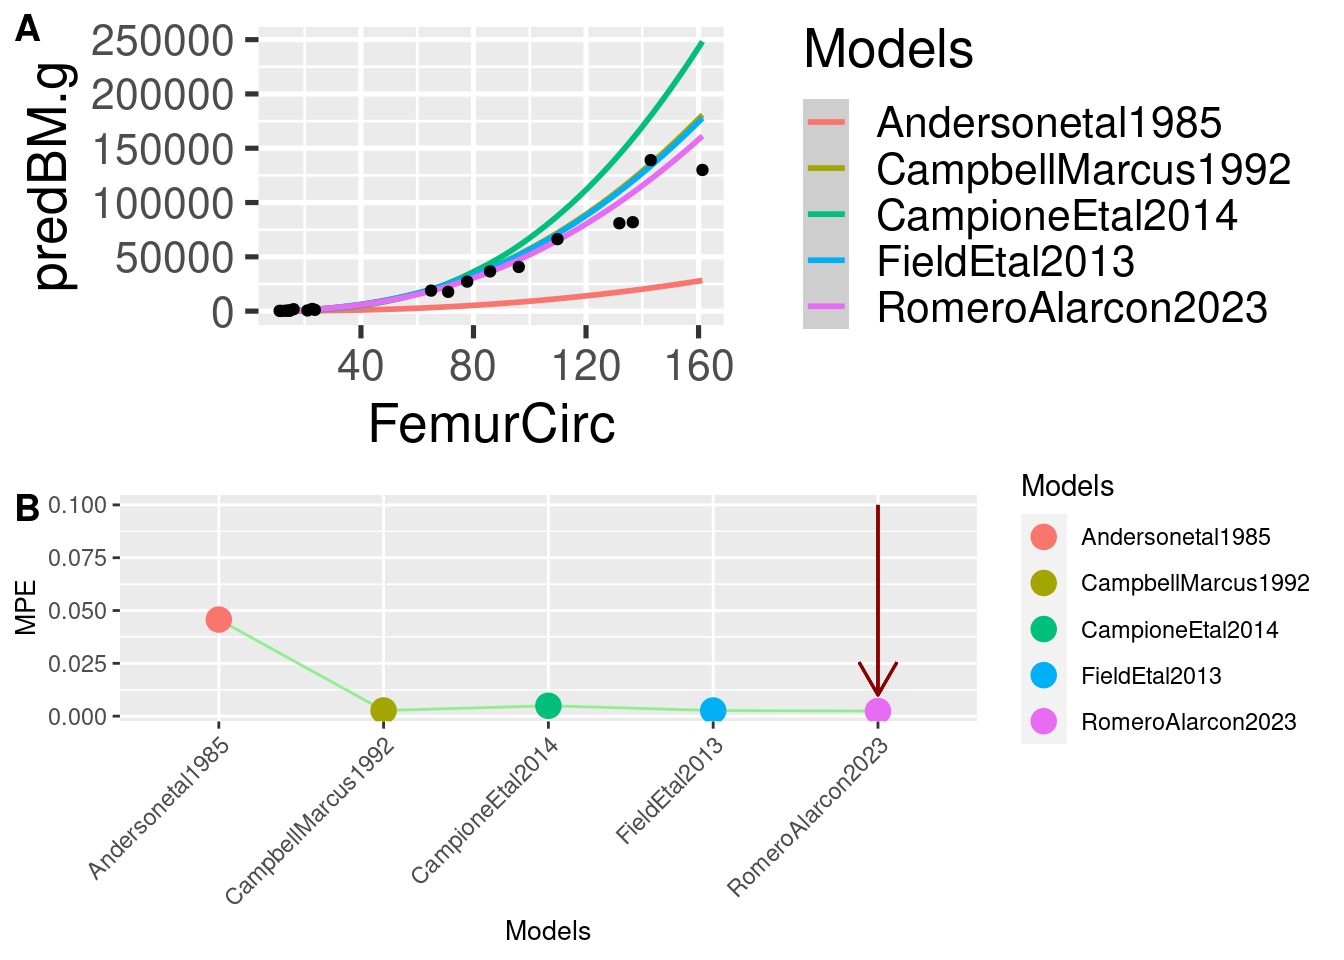 A
250000
200000
150000
100000
50000
0
predBM.g
40 80 120 160
FemurCirc
Models
Andersonetal1985
CampbellMarcus1992
CampioneEtal2014
FieldEtal2013
RomeroAlarcon2023
B
0.100
0.075
0.050
0.025
0.000
MPE
Andersonetal1985
CampbellMarcus1992
CampioneEtal2014
FieldEtal2013
RomeroAlarcon2023
Models
Models
Andersonetal1985
CampbellMarcus1992
CampioneEtal2014
FieldEtal2013
RomeroAlarcon2023